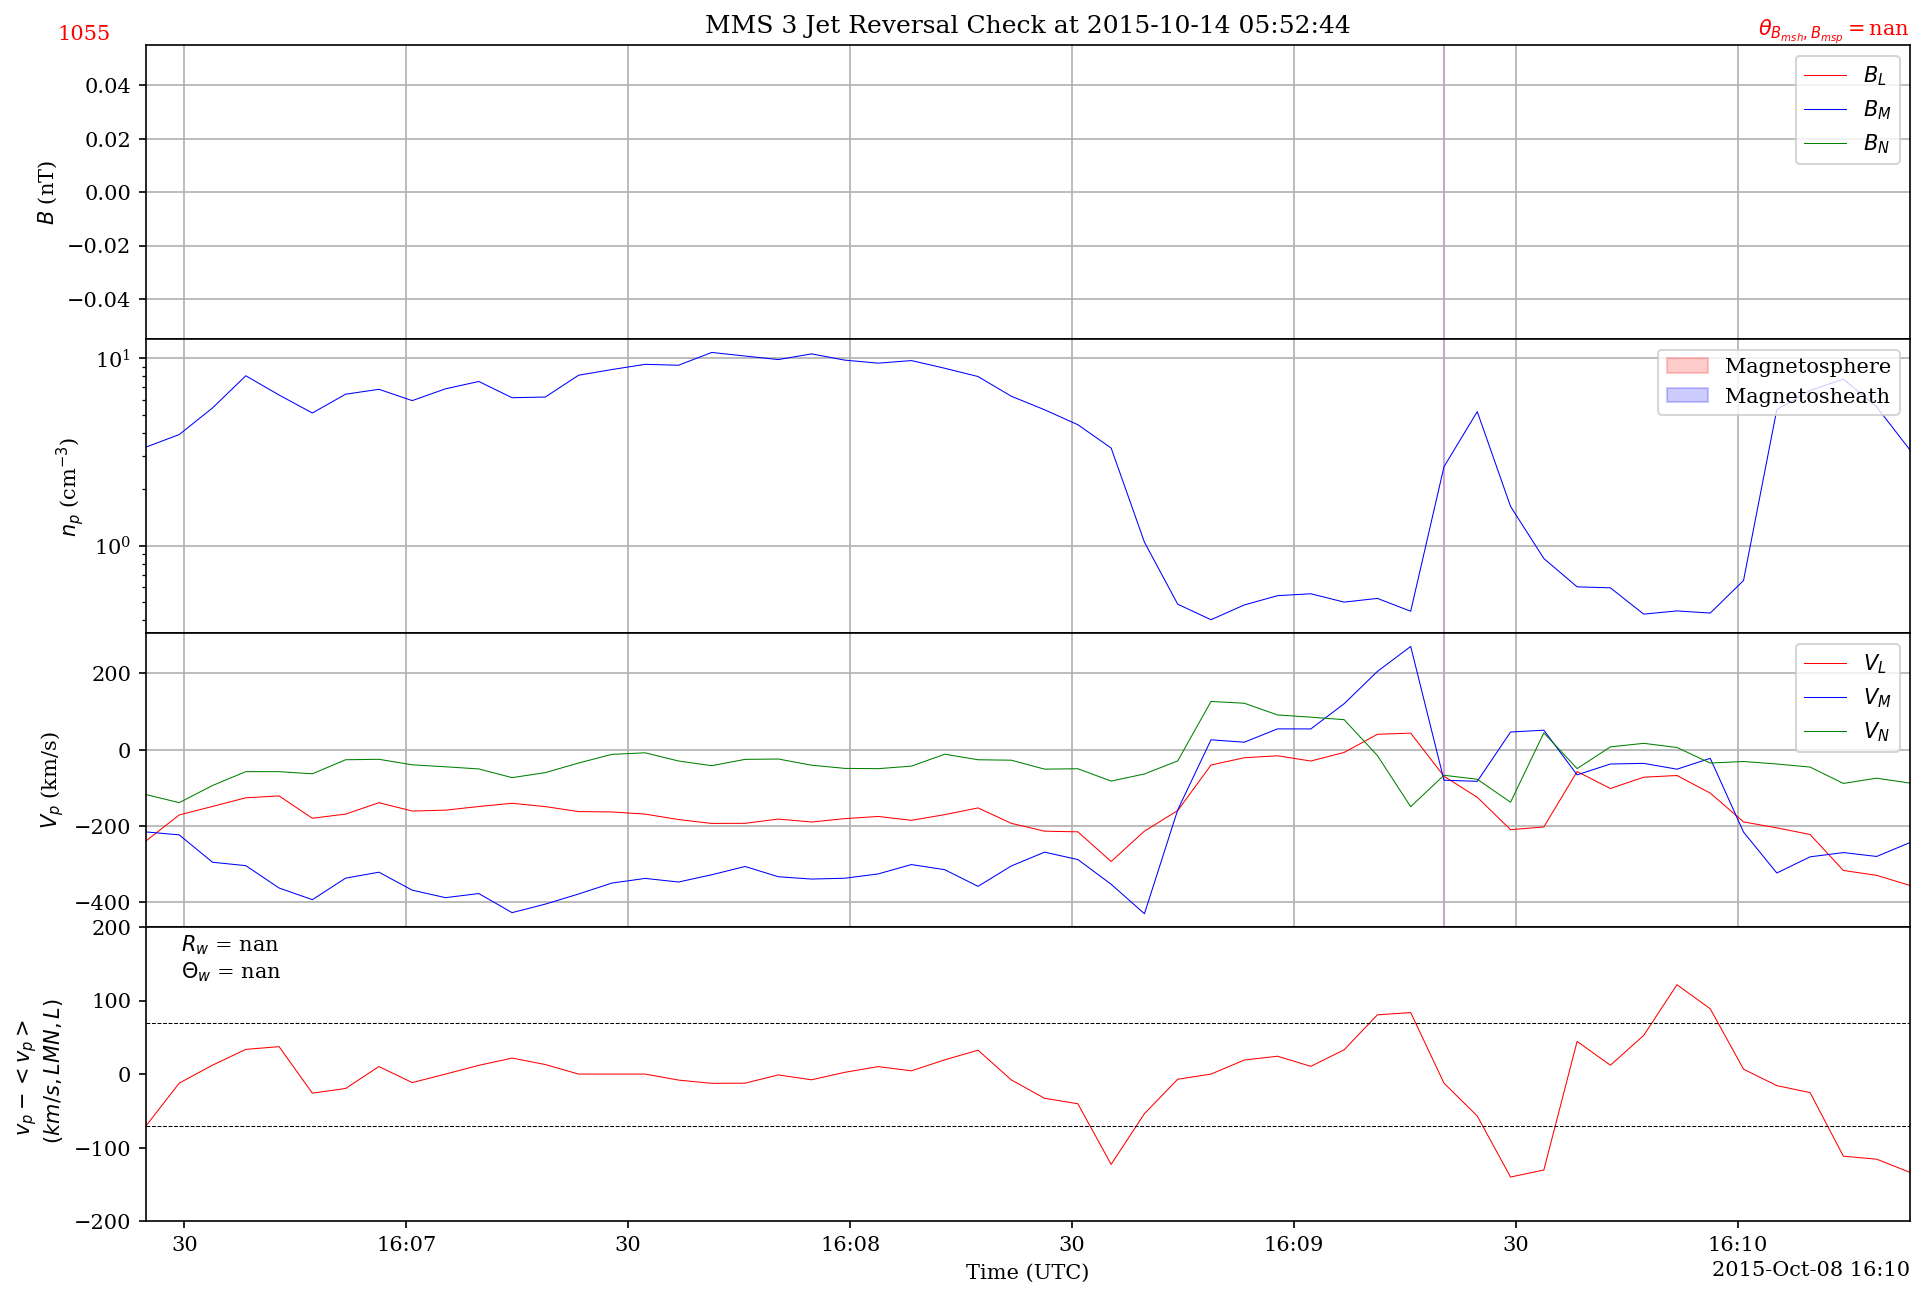 1055
MMS 3 Jet Reversal Check at 2015-10-14 05:52:44
θ_{B_{msh}, B_{msp}} = nan
0.04
0.02
0.00
−0.02
−0.04
B (nT)
B_L
B_M
B_N
10^1
10^0
n_p (cm^{−3})
Magnetosphere
Magnetosheath
200
0
−200
−400
V_p (km/s)
V_L
V_M
V_N
200
100
0
−100
−200
v_p − < v_p >
(km/s, LMN, L)
R_w = nan
Θ_w = nan
30 16:07 30 16:08 30 16:09 30 16:10
Time (UTC)
2015-Oct-08 16:10